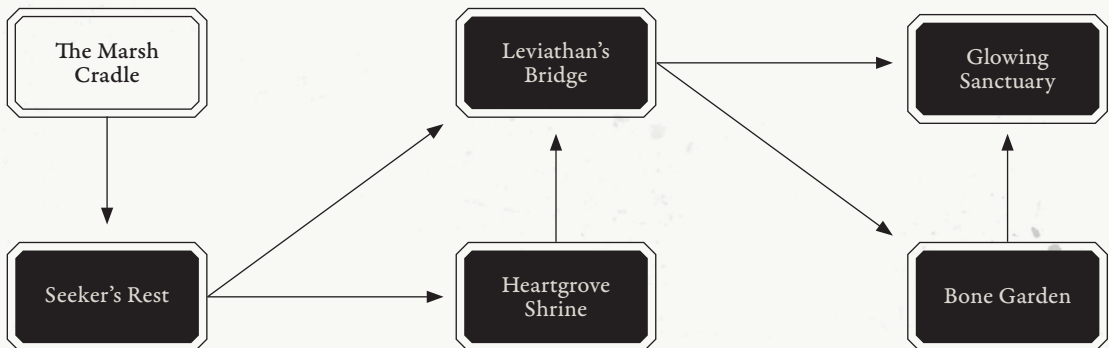 The Marsh
Cradle
Leviathan’s
Bridge
Glowing
Sanctuary
Seeker’s Rest
Heartgrove
Shrine
Bone Garden